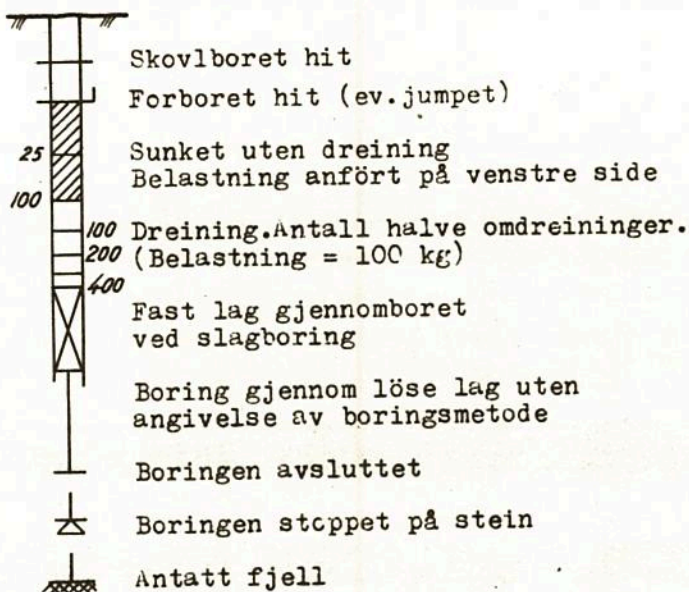 Skovlboret hit
Forboret hit (ev.jumpet)
25 Sunket uten dreining
Belastning anfört på venstre side
100
100 Dreining.Antall halve omdreininger.
200 (Belastning = 100 kg)
400
Fast lag gjennomboret
ved slagboring
Boring gjennom löse lag uten
angivelse av boringsmetode
Boringen avsluttet
Boringen stoppet på stein
Antatt fjell